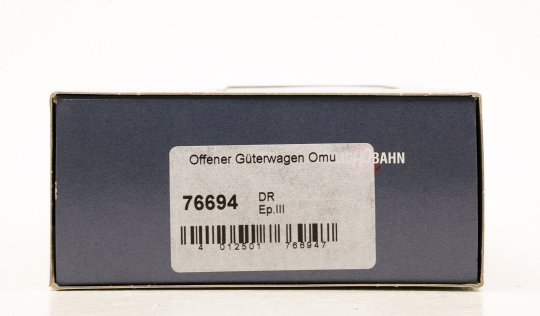 Offener Güterwagen Omu
BAHN
76694
DR
Ep.III
4 012501 766947